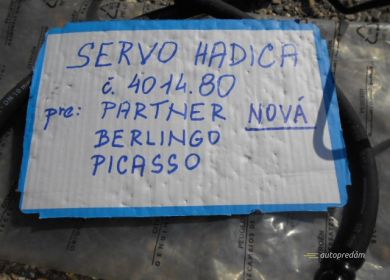 SERVO HADICA
č. 4014.80
pre: PARTNER NOVÁ
BERLINGO
PICASSO
autopredám